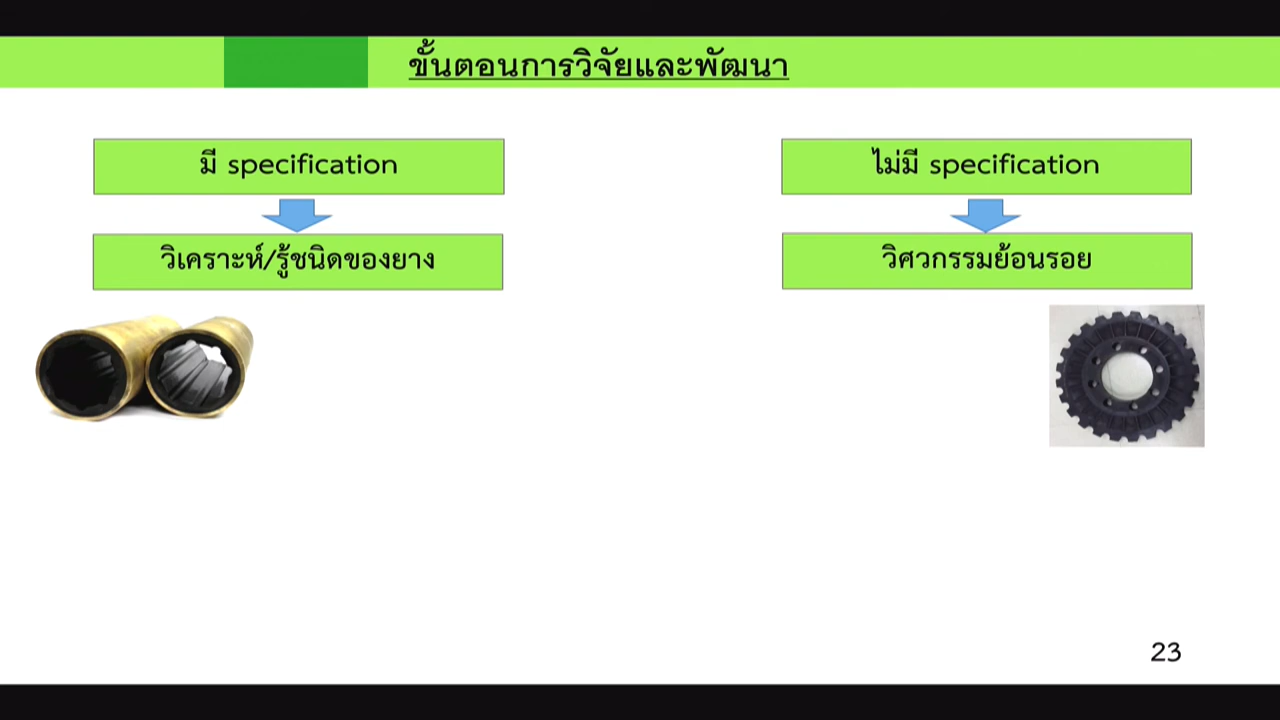 ขั้นตอนการวิจัยและพัฒนา
มี specification
ไม่มี specification
วิเคราะห์/รู้ชนิดของยาง
วิศวกรรมย้อนรอย
23